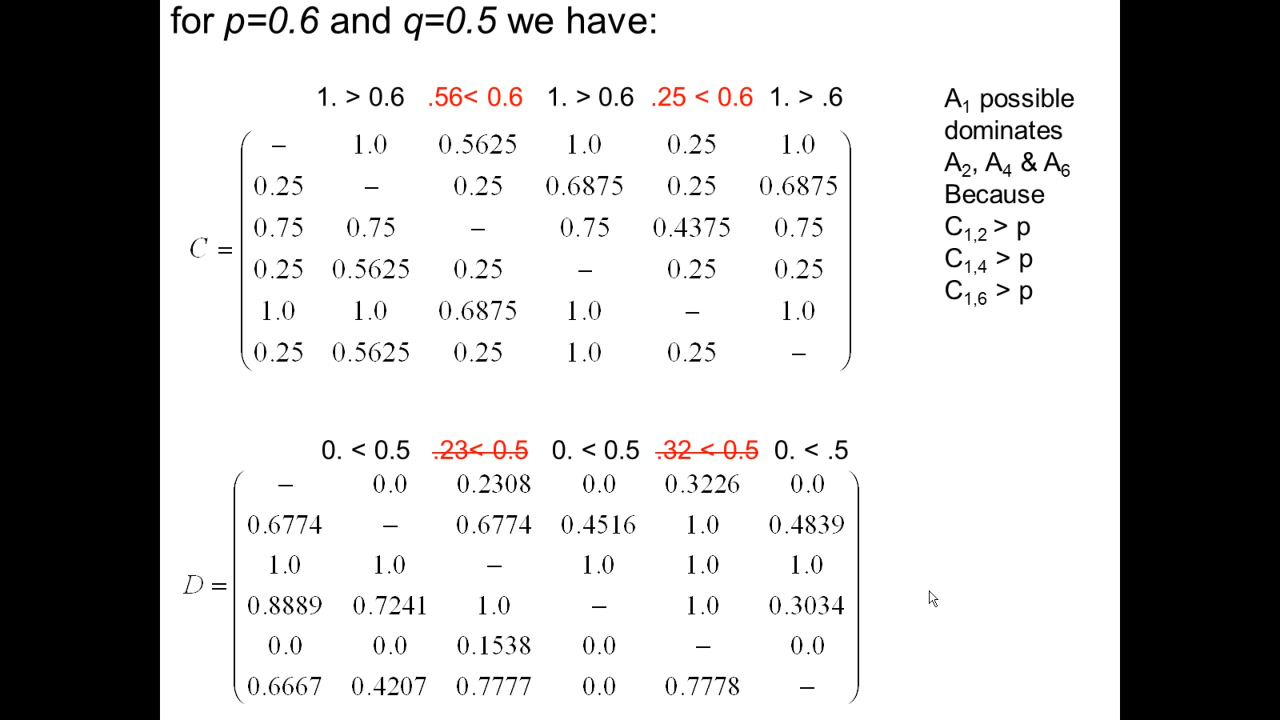 for p=0.6 and q=0.5 we have:
1. > 0.6 .56< 0.6 1. > 0.6 .25 < 0.6 1. > .6
C =
– 1.0 0.5625 1.0 0.25 1.0
0.25 – 0.25 0.6875 0.25 0.6875
0.75 0.75 – 0.75 0.4375 0.75
0.25 0.5625 0.25 – 0.25 0.25
1.0 1.0 0.6875 1.0 – 1.0
0.25 0.5625 0.25 1.0 0.25 –
A1 possible
dominates
A2, A4 & A6
Because
C1,2 > p
C1,4 > p
C1,6 > p
0. < 0.5 .23< 0.5 0. < 0.5 .32 < 0.5 0. < .5
D =
– 0.0 0.2308 0.0 0.3226 0.0
0.6774 – 0.6774 0.4516 1.0 0.4839
1.0 1.0 – 1.0 1.0 1.0
0.8889 0.7241 1.0 – 1.0 0.3034
0.0 0.0 0.1538 0.0 – 0.0
0.6667 0.4207 0.7777 0.0 0.7778 –